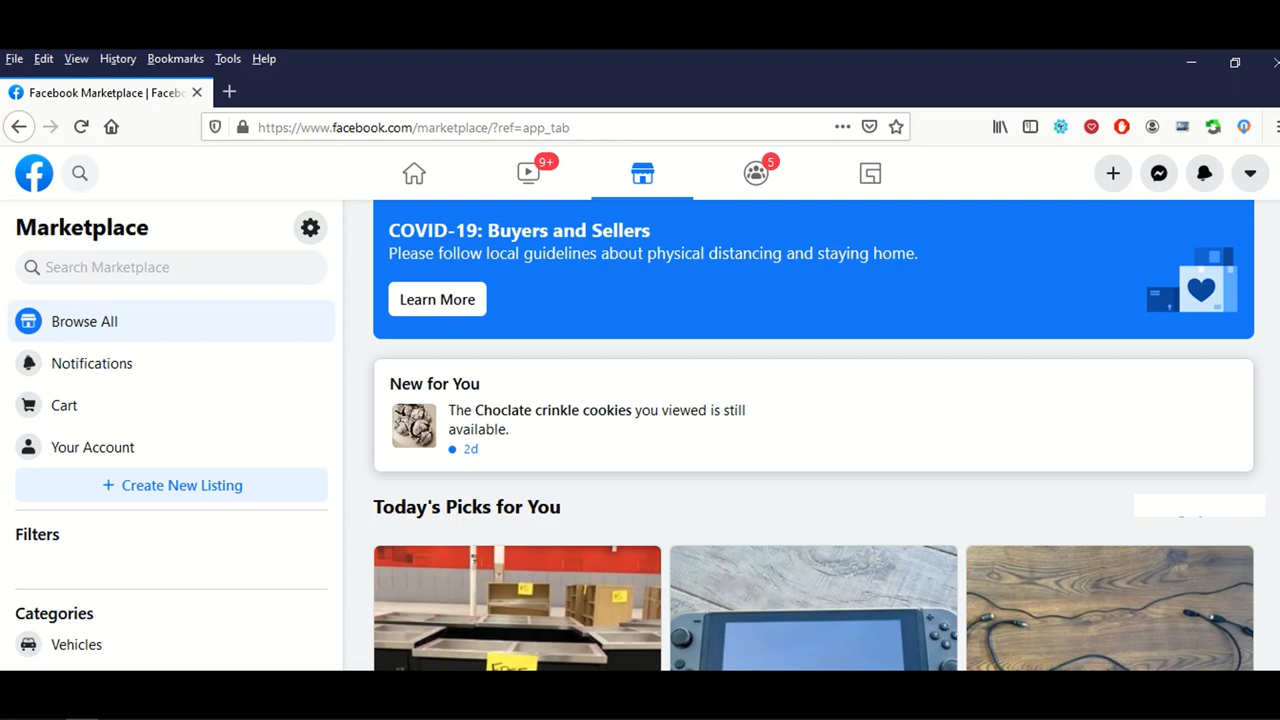 File Edit View History Bookmarks Tools Help
Facebook Marketplace | Facebo
https://www.facebook.com/marketplace/?ref=app_tab
9+
5
Marketplace
Search Marketplace
Browse All
Notifications
Cart
Your Account
+ Create New Listing
Filters
Categories
Vehicles
COVID-19: Buyers and Sellers
Please follow local guidelines about physical distancing and staying home.
Learn More
New for You
The Choclate crinkle cookies you viewed is still
available.
2d
Today's Picks for You
FREE